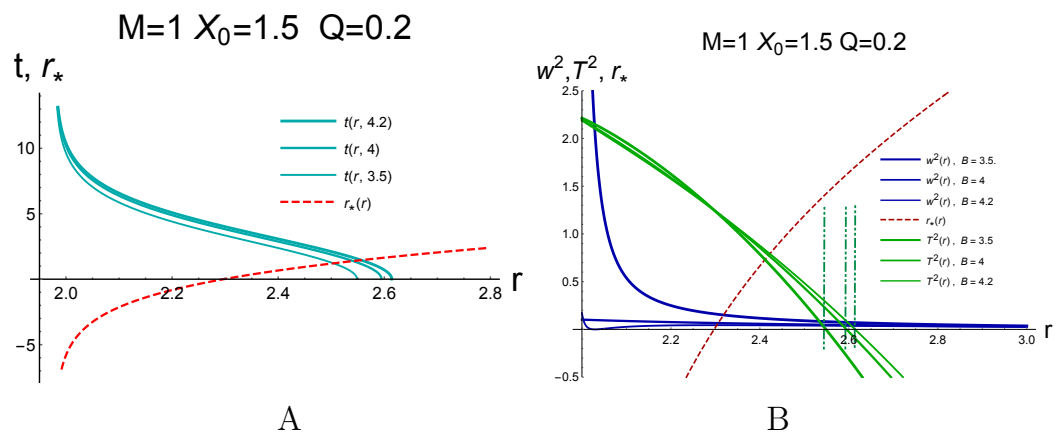 M=1 X₀=1.5 Q=0.2
t, r*
10
5
0
-5
2.0
2.2
2.4
2.6
2.8
r
t(r, 4.2)
t(r, 4)
t(r, 3.5)
r*(r)
A
M=1 X₀=1.5 Q=0.2
w², T², r*
2.5
2.0
1.5
1.0
0.5
-0.5
2.2
2.4
2.6
2.8
3.0
r
w²(r) , B = 3.5.
w²(r) , B = 4
w²(r) , B = 4.2
r*(r)
T²(r) , B = 3.5
T²(r) , B = 4
T²(r) , B = 4.2
B